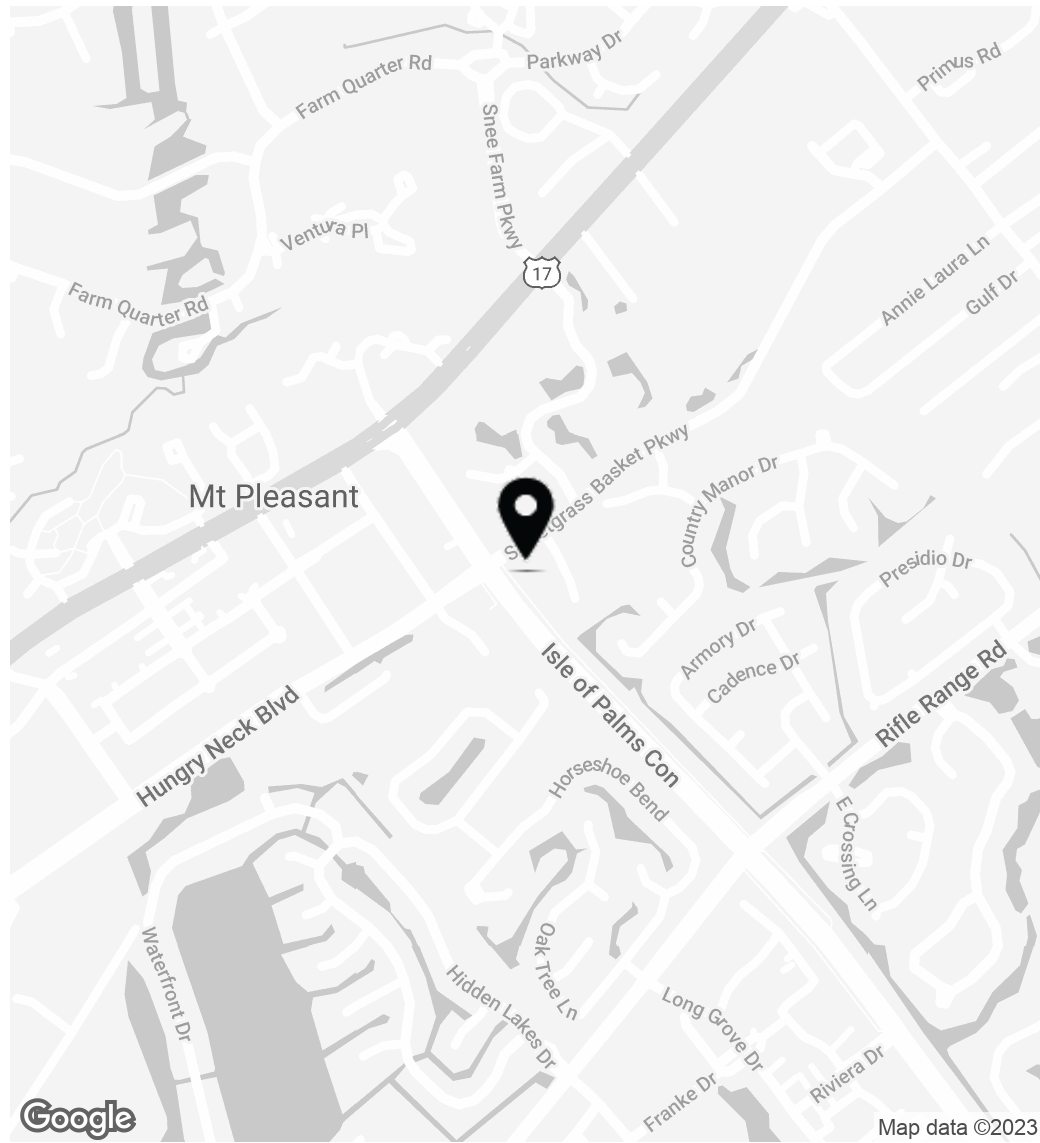 Parkway Dr
Primus Rd
Farm Quarter Rd
Snee Farm Pkwy
Ventura Pl
17
Annie Laura Ln
Gulf Dr
Farm Quarter Rd
Mt Pleasant
etgrass Basket Pkwy
Country Manor Dr
Presidio Dr
Armory Dr
Cadence Dr
Isle of Palms Con
Rifle Range Rd
Hungry Neck Blvd
Horseshoe Bend
E Crossing Ln
Waterfront Dr
Oak Tree Ln
Hidden Lakes Dr
Long Grove Dr
Riviera Dr
Franke Dr
Google
Map data ©2023